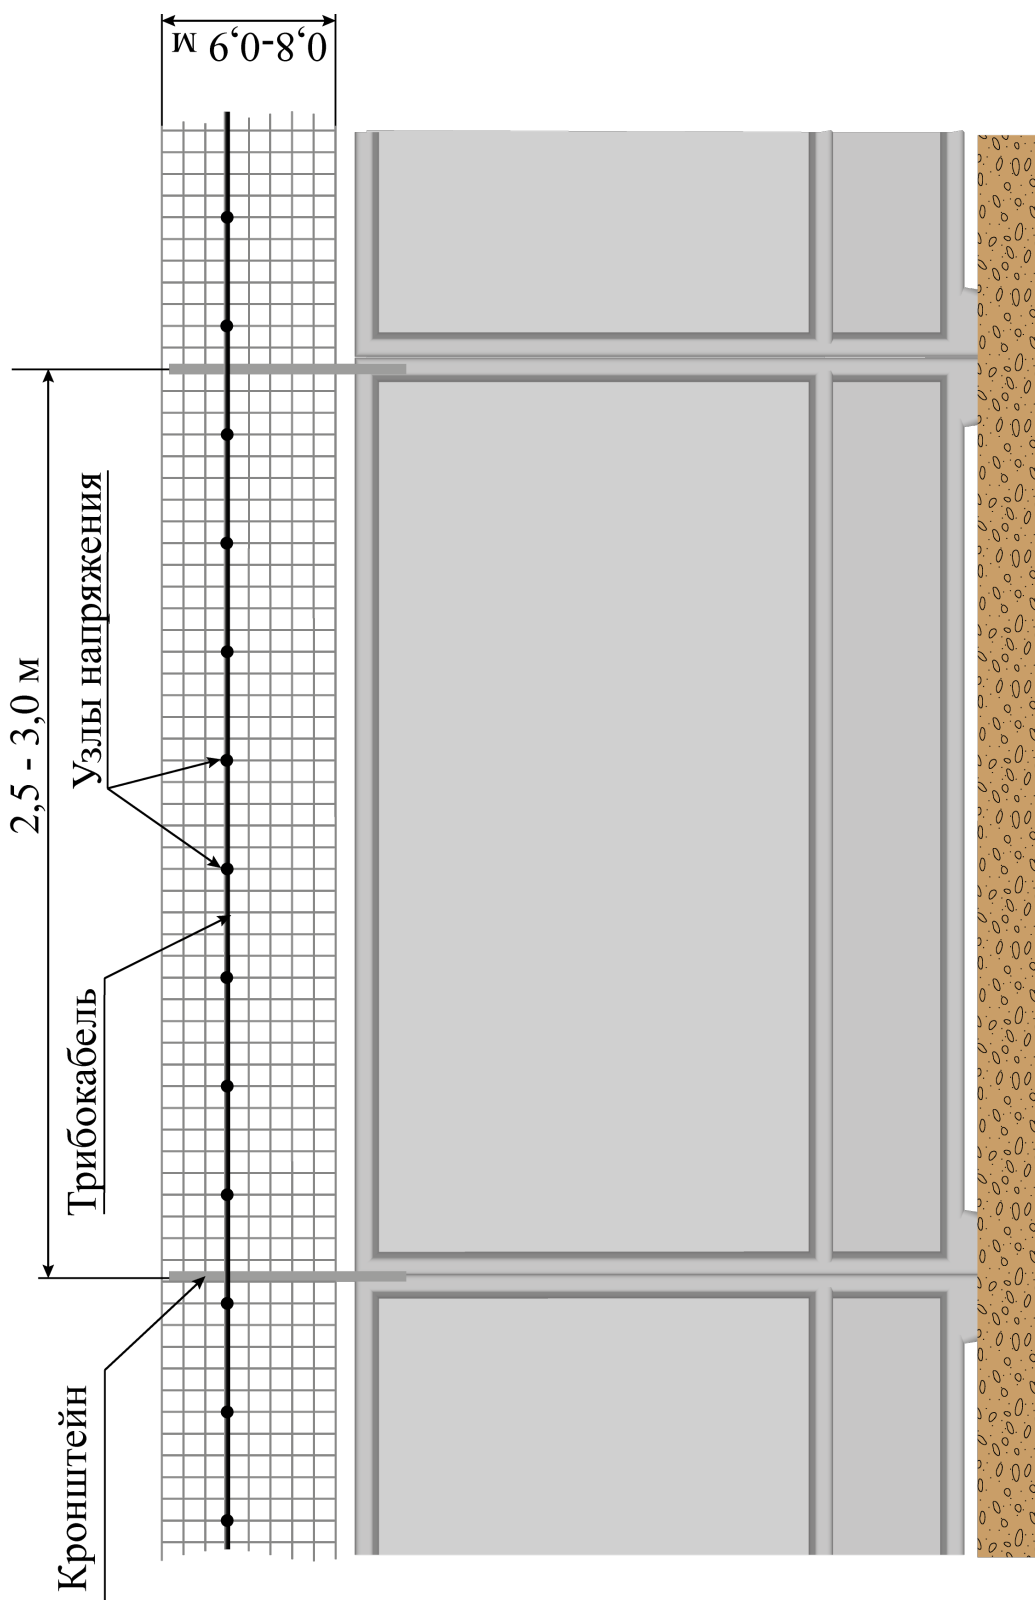 0,8-0,9 м
2,5 - 3,0 м
Узлы напряжения
Трибокабель
Кронштейн